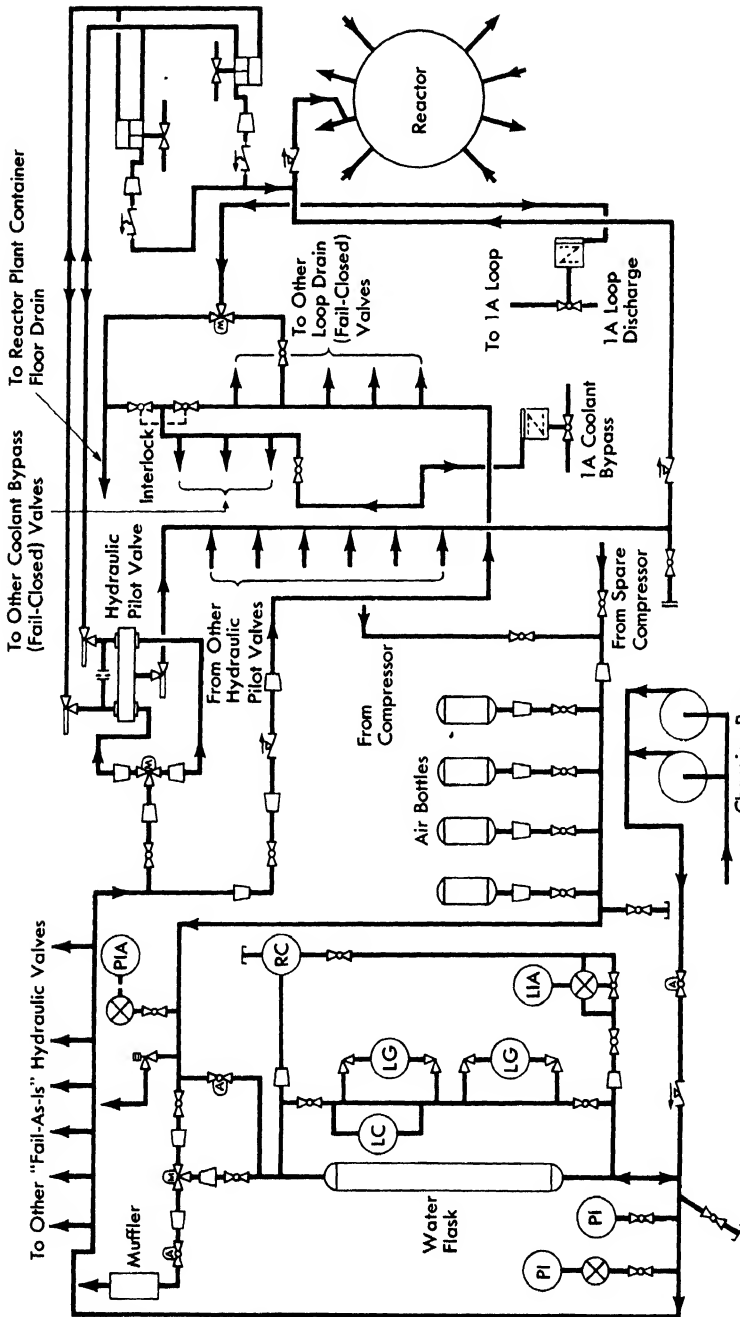 To Other "Fail-As-Is" Hydraulic Valves
Muffler
A
M
A
PIA
RC
LC
LG
LG
LIA
Water
Flask
PI
PI
A
M
Hydraulic
Pilot Valve
To Other Coolant Bypass
(Fail-Closed) Valves
To Reactor Plant Container
Floor Drain
Interlock
M
From Other
Hydraulic
Pilot Valves
To Other
Loop Drain
(Fail-Closed)
Valves
From
Compressor
Air Bottles
From Spare
Compressor
1A Coolant
Bypass
To 1A Loop
1A Loop
Discharge
Reactor
Charging